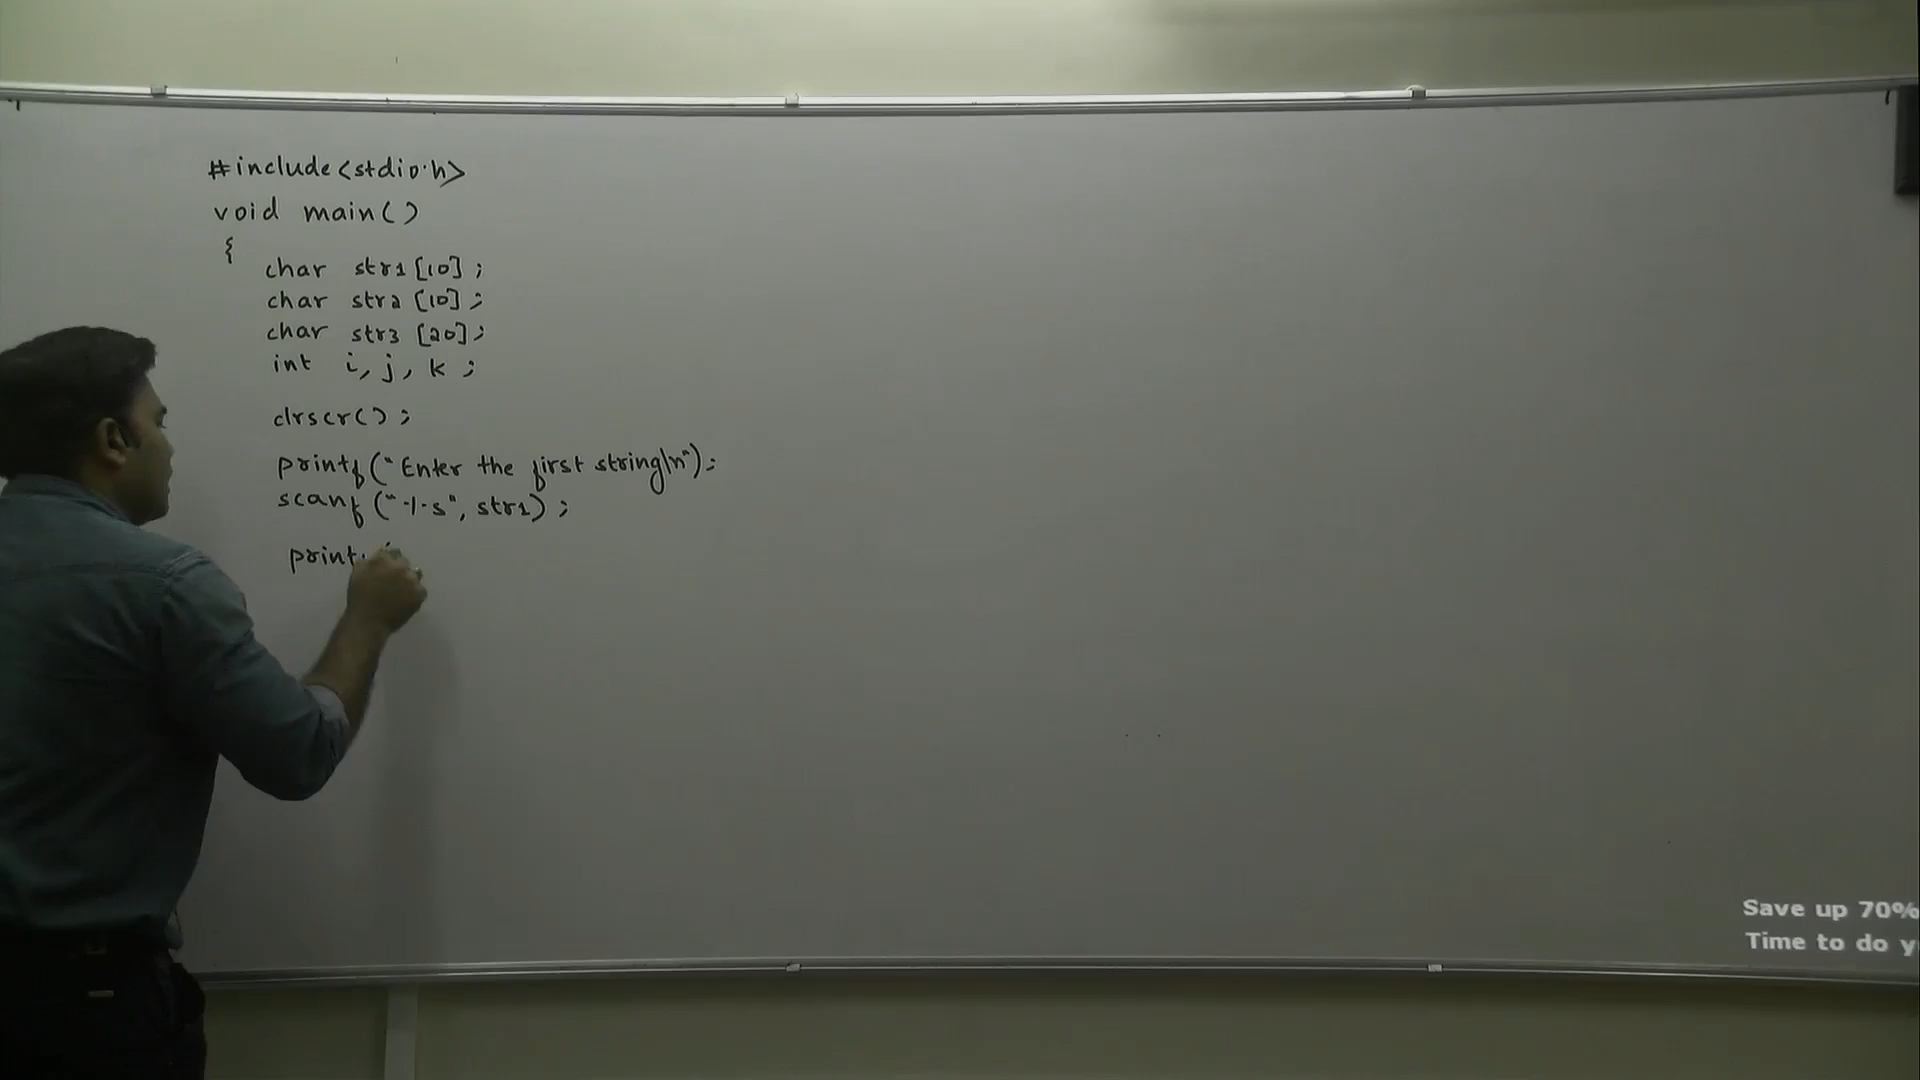 #include<stdio.h>
void main()
{
char str1[10];
char str2[10];
char str3[20];
int i, j, k;
clrscr();
printf("Enter the first string\n");
scanf("%s", str1);
Save up 70%
Time to do